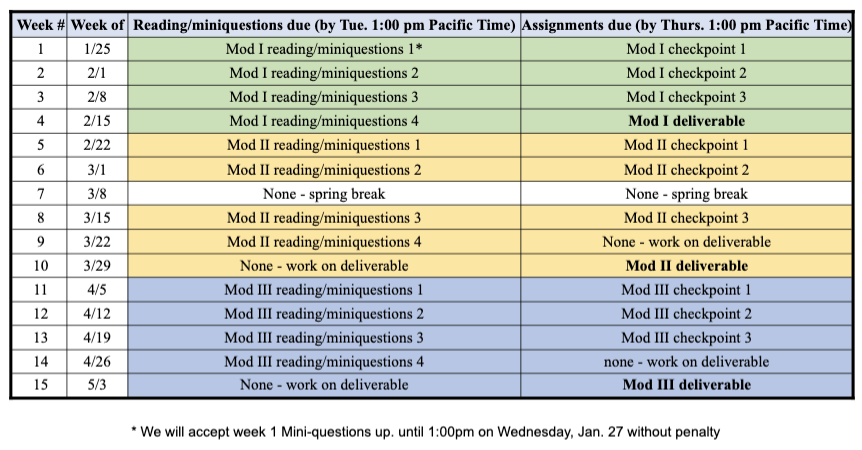 Week # Week of Reading/miniquestions due (by Tue. 1:00 pm Pacific Time) Assignments due (by Thurs. 1:00 pm Pacific Time)
1 1/25 Mod I reading/miniquestions 1* Mod I checkpoint 1
2 2/1 Mod I reading/miniquestions 2 Mod I checkpoint 2
3 2/8 Mod I reading/miniquestions 3 Mod I checkpoint 3
4 2/15 Mod I reading/miniquestions 4 Mod I deliverable
5 2/22 Mod II reading/miniquestions 1 Mod II checkpoint 1
6 3/1 Mod II reading/miniquestions 2 Mod II checkpoint 2
7 3/8 None - spring break None - spring break
8 3/15 Mod II reading/miniquestions 3 Mod II checkpoint 3
9 3/22 Mod II reading/miniquestions 4 None - work on deliverable
10 3/29 None - work on deliverable Mod II deliverable
11 4/5 Mod III reading/miniquestions 1 Mod III checkpoint 1
12 4/12 Mod III reading/miniquestions 2 Mod III checkpoint 2
13 4/19 Mod III reading/miniquestions 3 Mod III checkpoint 3
14 4/26 Mod III reading/miniquestions 4 none - work on deliverable
15 5/3 None - work on deliverable Mod III deliverable
* We will accept week 1 Mini-questions up. until 1:00pm on Wednesday, Jan. 27 without penalty